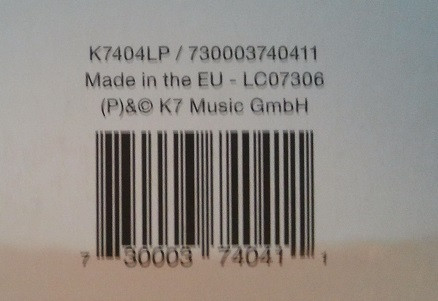 K7404LP / 730003740411
Made in the EU - LC07306
(P)&© K7 Music GmbH
7 30003 74041 1